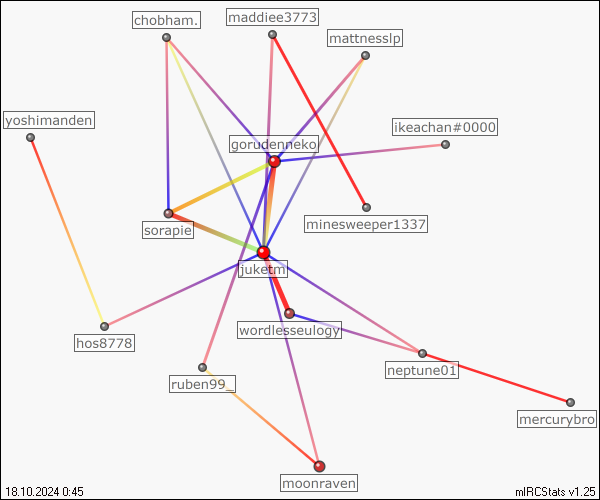 chobham.
maddiee3773
mattnesslp
yoshimanden
gorudenneko
ikeachan#0000
sorapie
minesweeper1337
juketm
wordlesseulogy
hos8778
neptune01
ruben99_
mercurybro
moonraven
18.10.2024 0:45
mIRCStats v1.25